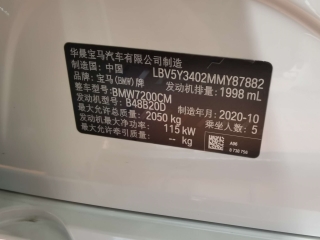 华晨宝马汽车有限公司制造
制造国：中国 LBV5Y3402MMY87882
品牌：宝马(BMW)牌 发动机排量：1998 mL
整车型号：BMW7200CM
发动机型号：B48B20D 制造年月：2020-10
最大允许总质量：2050 kg 乘坐人数：5
发动机最大净功率：115 kW
最大允许牵引质量：-- kg